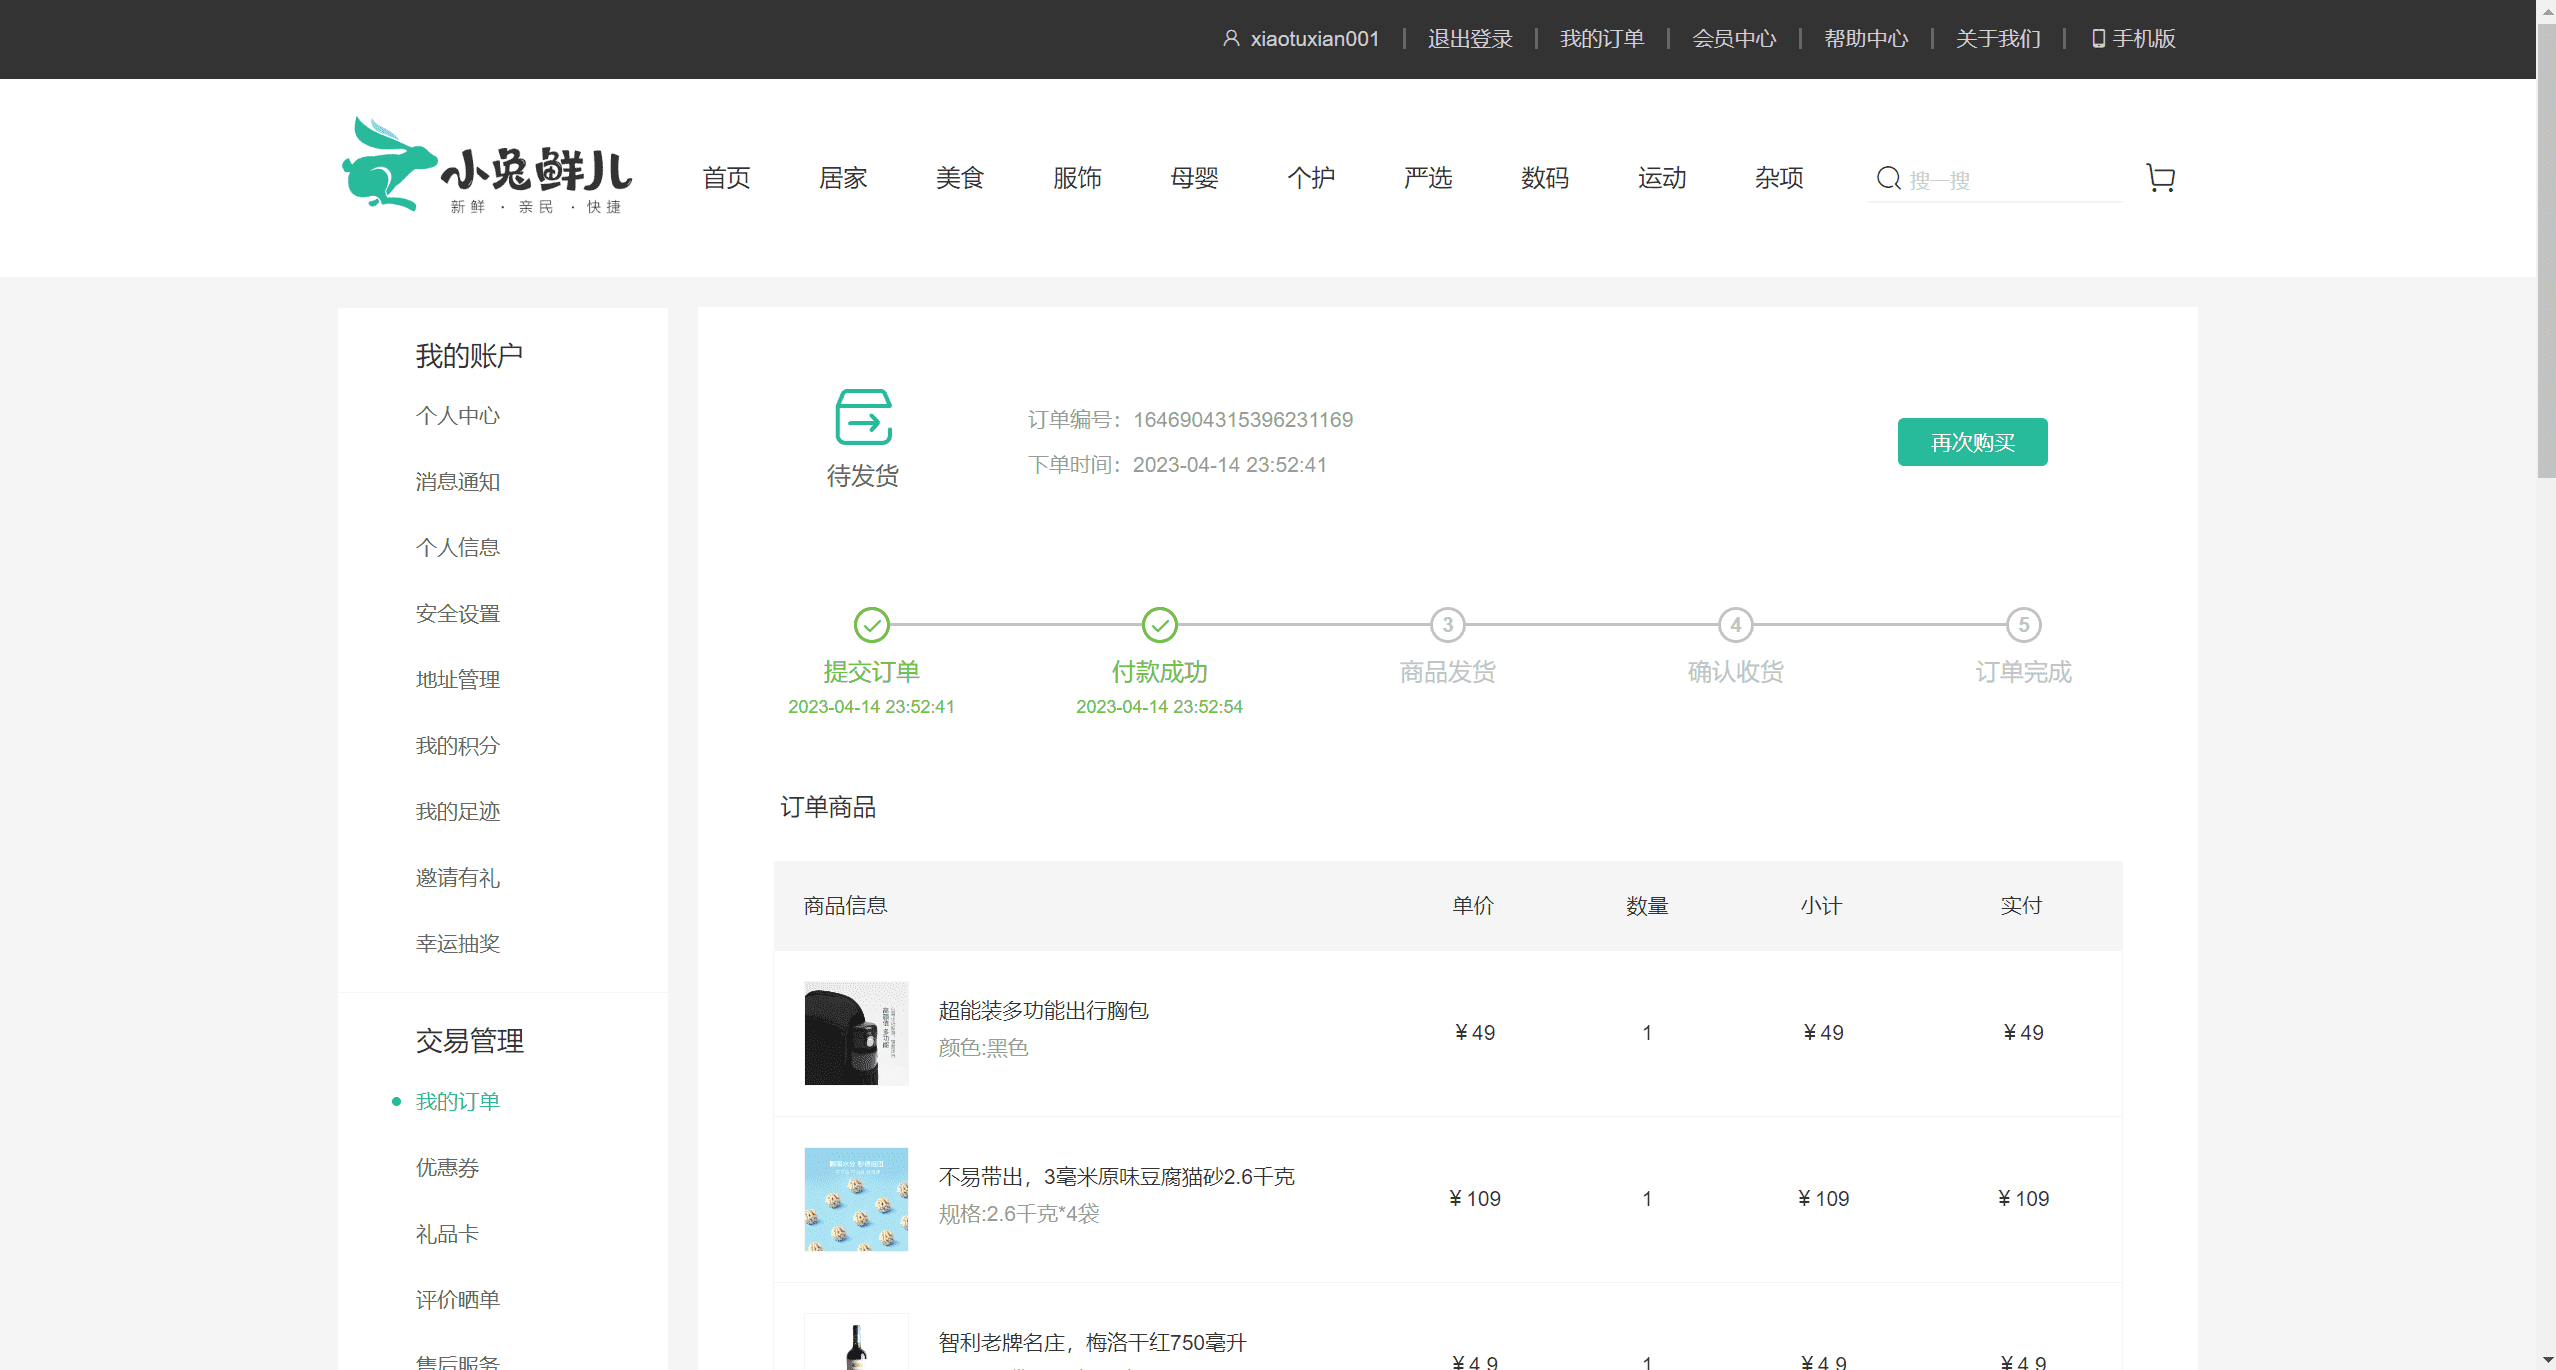 xiaotuxian001 退出登录 我的订单 会员中心 帮助中心 关于我们 手机版
小兔鲜儿
新鲜 · 亲民 · 快捷
首页 居家 美食 服饰 母婴 个护 严选 数码 运动 杂项 搜一搜
我的账户
个人中心
消息通知
个人信息
安全设置
地址管理
我的积分
我的足迹
邀请有礼
幸运抽奖
交易管理
我的订单
优惠券
礼品卡
评价晒单
售后服务
待发货
订单编号：1646904315396231169
下单时间：2023-04-14 23:52:41
再次购买
3 4 5
提交订单 付款成功 商品发货 确认收货 订单完成
2023-04-14 23:52:41 2023-04-14 23:52:54
订单商品
商品信息 单价 数量 小计 实付
超能装多功能出行胸包
颜色:黑色
¥49 1 ¥49 ¥49
不易带出，3毫米原味豆腐猫砂2.6千克
规格:2.6千克*4袋
¥109 1 ¥109 ¥109
智利老牌名庄，梅洛干红750毫升
¥49 1 ¥49 ¥49